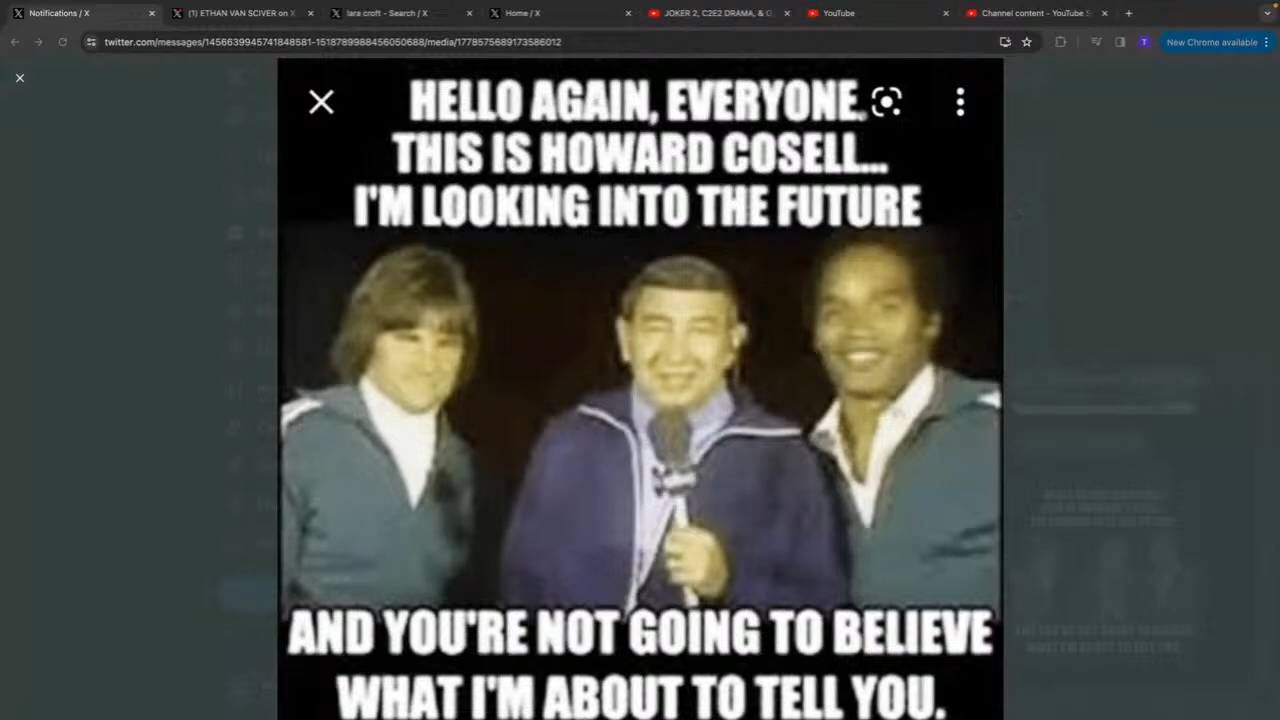 Notifications / X
(1) ETHAN VAN SCIVER on X
lara croft - Search / X
Home / X
JOKER 2, C2E2 DRAMA, & O.
YouTube
Channel content - YouTube S
twitter.com/messages/1456639945741848581-1518789988456050688/media/1778575689173586012
T
New Chrome available
HELLO AGAIN, EVERYONE.
THIS IS HOWARD COSELL...
I'M LOOKING INTO THE FUTURE
AND YOU'RE NOT GOING TO BELIEVE
WHAT I'M ABOUT TO TELL YOU.